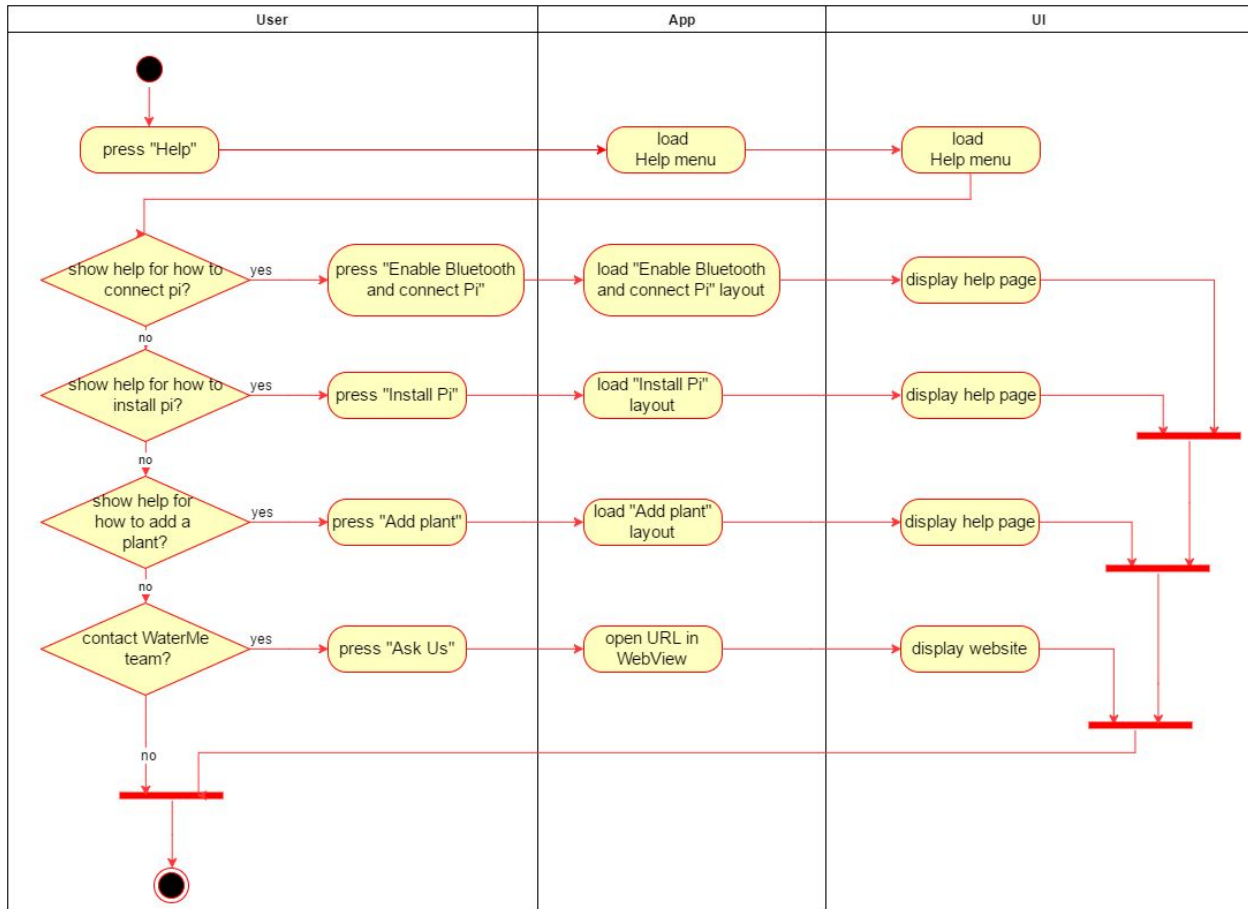 User
App
UI
press "Help"
load
Help menu
load
Help menu
show help for how to
connect pi?
yes
press "Enable Bluetooth
and connect Pi"
load "Enable Bluetooth
and connect Pi" layout
display help page
no
show help for how to
install pi?
yes
press "Install Pi"
load "Install Pi"
layout
display help page
no
show help for
how to add a
plant?
yes
press "Add plant"
load "Add plant"
layout
display help page
no
contact WaterMe
team?
yes
press "Ask Us"
open URL in
WebView
display website
no